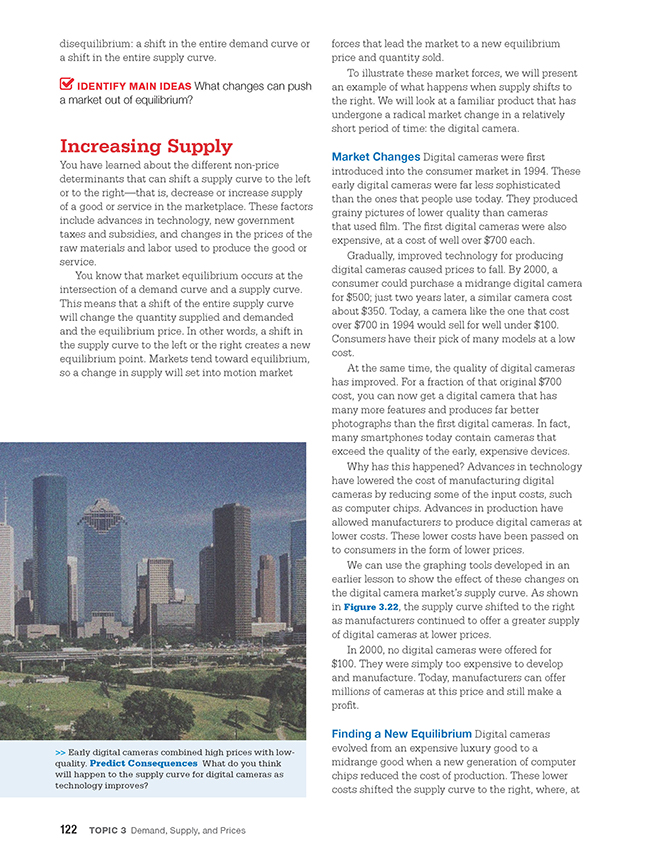 disequilibrium: a shift in the entire demand curve or
a shift in the entire supply curve.
IDENTIFY MAIN IDEAS What changes can push
a market out of equilibrium?
Increasing Supply
You have learned about the different non-price
determinants that can shift a supply curve to the left
or to the right—that is, decrease or increase supply
of a good or service in the marketplace. These factors
include advances in technology, new government
taxes and subsidies, and changes in the prices of the
raw materials and labor used to produce the good or
service.
You know that market equilibrium occurs at the
intersection of a demand curve and a supply curve.
This means that a shift of the entire supply curve
will change the quantity supplied and demanded
and the equilibrium price. In other words, a shift in
the supply curve to the left or the right creates a new
equilibrium point. Markets tend toward equilibrium,
so a change in supply will set into motion market
>> Early digital cameras combined high prices with low-
quality. Predict Consequences What do you think
will happen to the supply curve for digital cameras as
technology improves?
forces that lead the market to a new equilibrium
price and quantity sold.
To illustrate these market forces, we will present
an example of what happens when supply shifts to
the right. We will look at a familiar product that has
undergone a radical market change in a relatively
short period of time: the digital camera.
Market Changes Digital cameras were first
introduced into the consumer market in 1994. These
early digital cameras were far less sophisticated
than the ones that people use today. They produced
grainy pictures of lower quality than cameras
that used film. The first digital cameras were also
expensive, at a cost of well over $700 each.
Gradually, improved technology for producing
digital cameras caused prices to fall. By 2000, a
consumer could purchase a midrange digital camera
for $500; just two years later, a similar camera cost
about $350. Today, a camera like the one that cost
over $700 in 1994 would sell for well under $100.
Consumers have their pick of many models at a low
cost.
At the same time, the quality of digital cameras
has improved. For a fraction of that original $700
cost, you can now get a digital camera that has
many more features and produces far better
photographs than the first digital cameras. In fact,
many smartphones today contain cameras that
exceed the quality of the early, expensive devices.
Why has this happened? Advances in technology
have lowered the cost of manufacturing digital
cameras by reducing some of the input costs, such
as computer chips. Advances in production have
allowed manufacturers to produce digital cameras at
lower costs. These lower costs have been passed on
to consumers in the form of lower prices.
We can use the graphing tools developed in an
earlier lesson to show the effect of these changes on
the digital camera market's supply curve. As shown
in Figure 3.22, the supply curve shifted to the right
as manufacturers continued to offer a greater supply
of digital cameras at lower prices.
In 2000, no digital cameras were offered for
$100. They were simply too expensive to develop
and manufacture. Today, manufacturers can offer
millions of cameras at this price and still make a
profit.
Finding a New Equilibrium Digital cameras
evolved from an expensive luxury good to a
midrange good when a new generation of computer
chips reduced the cost of production. These lower
costs shifted the supply curve to the right, where, at
122 TOPIC 3 Demand, Supply, and Prices